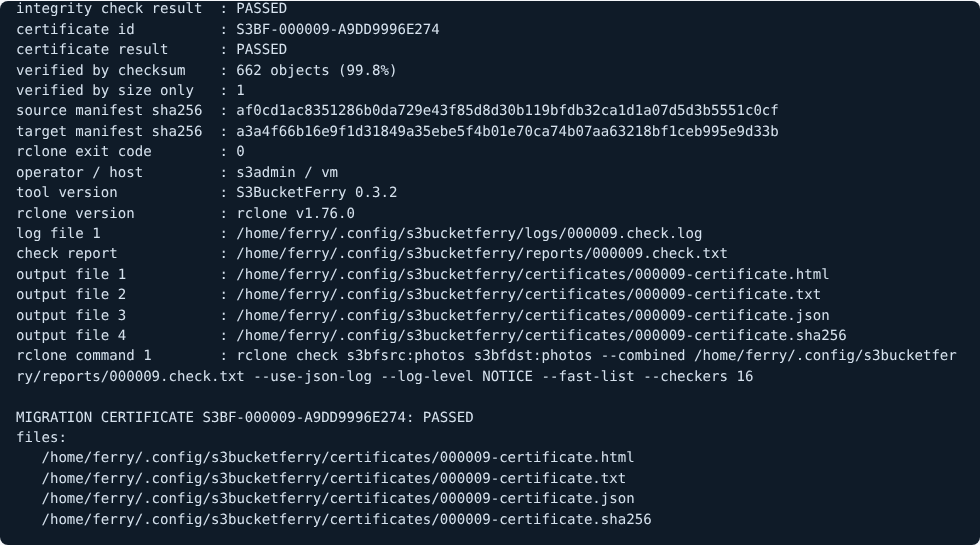 integrity check result  : PASSED
certificate id          : S3BF-000009-A9DD9996E274
certificate result      : PASSED
verified by checksum    : 662 objects (99.8%)
verified by size only   : 1
source manifest sha256  : af0cd1ac8351286b0da729e43f85d8d30b119bfdb32ca1d1a07d5d3b5551c0cf
target manifest sha256  : a3a4f66b16e9f1d31849a35ebe5f4b01e70ca74b07aa63218bf1ceb995e9d33b
rclone exit code        : 0
operator / host         : s3admin / vm
tool version            : S3BucketFerry 0.3.2
rclone version          : rclone v1.76.0
log file 1              : /home/ferry/.config/s3bucketferry/logs/000009.check.log
check report            : /home/ferry/.config/s3bucketferry/reports/000009.check.txt
output file 1           : /home/ferry/.config/s3bucketferry/certificates/000009-certificate.html
output file 2           : /home/ferry/.config/s3bucketferry/certificates/000009-certificate.txt
output file 3           : /home/ferry/.config/s3bucketferry/certificates/000009-certificate.json
output file 4           : /home/ferry/.config/s3bucketferry/certificates/000009-certificate.sha256
rclone command 1        : rclone check s3bfsrc:photos s3bfdst:photos --combined /home/ferry/.config/s3bucketfer
ry/reports/000009.check.txt --use-json-log --log-level NOTICE --fast-list --checkers 16

MIGRATION CERTIFICATE S3BF-000009-A9DD9996E274: PASSED
files:
   /home/ferry/.config/s3bucketferry/certificates/000009-certificate.html
   /home/ferry/.config/s3bucketferry/certificates/000009-certificate.txt
   /home/ferry/.config/s3bucketferry/certificates/000009-certificate.json
   /home/ferry/.config/s3bucketferry/certificates/000009-certificate.sha256